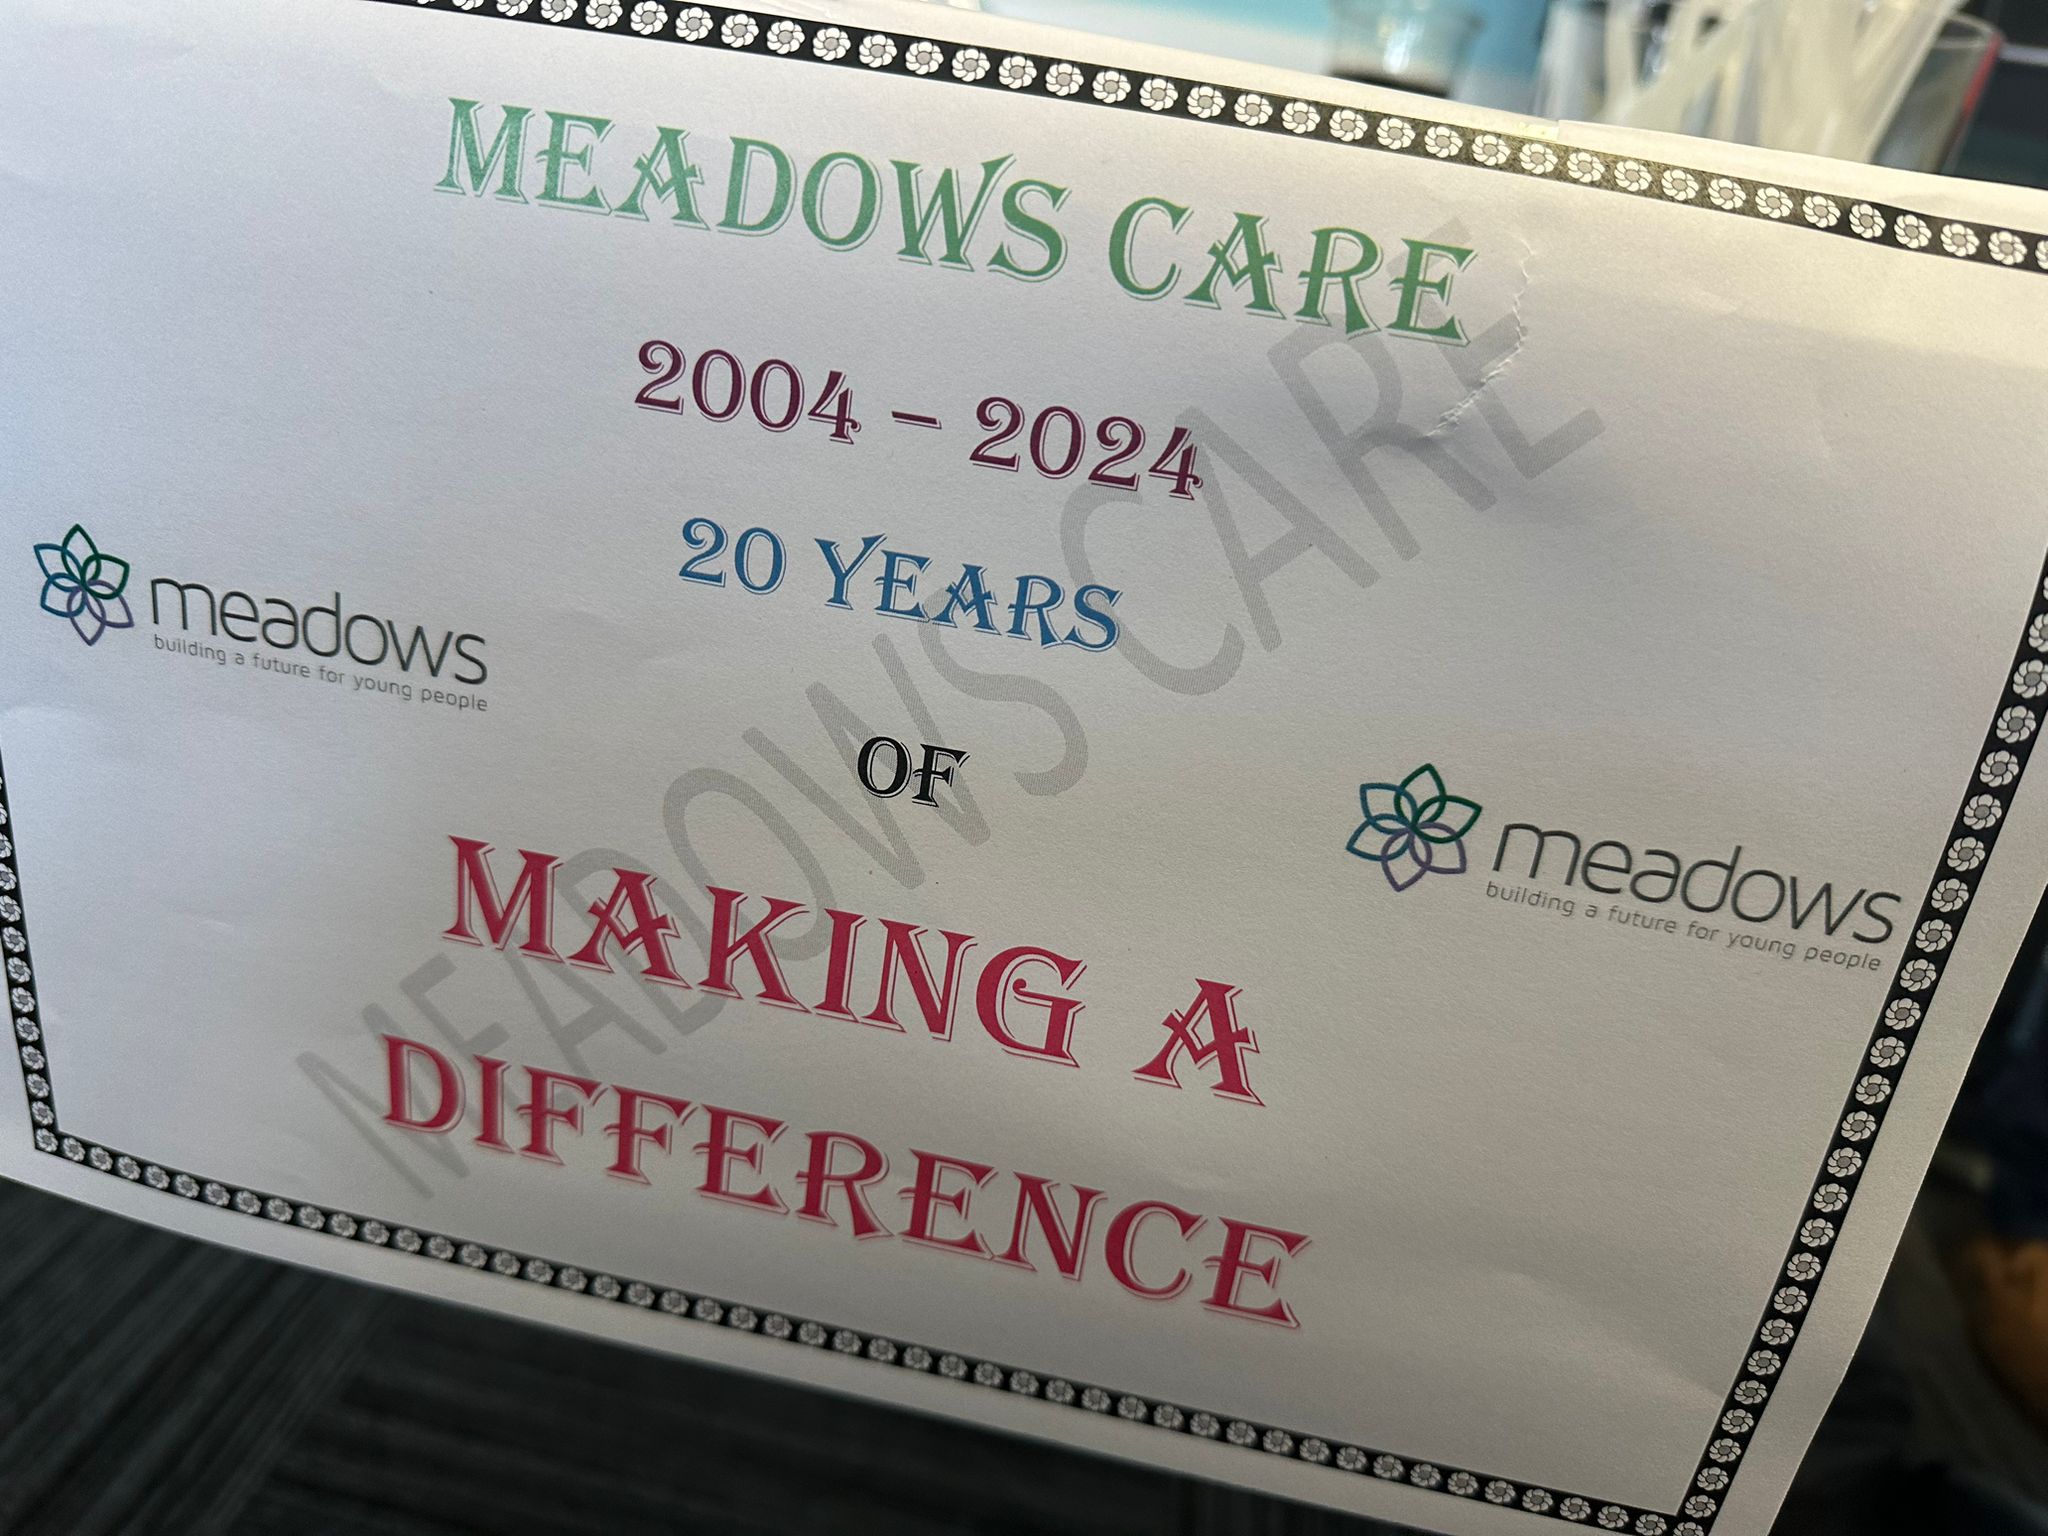 MEADOWS CARE
2004 – 2024
20 YEARS
meadows
building a future for young people
OF
meadows
building a future for young people
MAKING A
DIFFERENCE
MEADOWS CARE